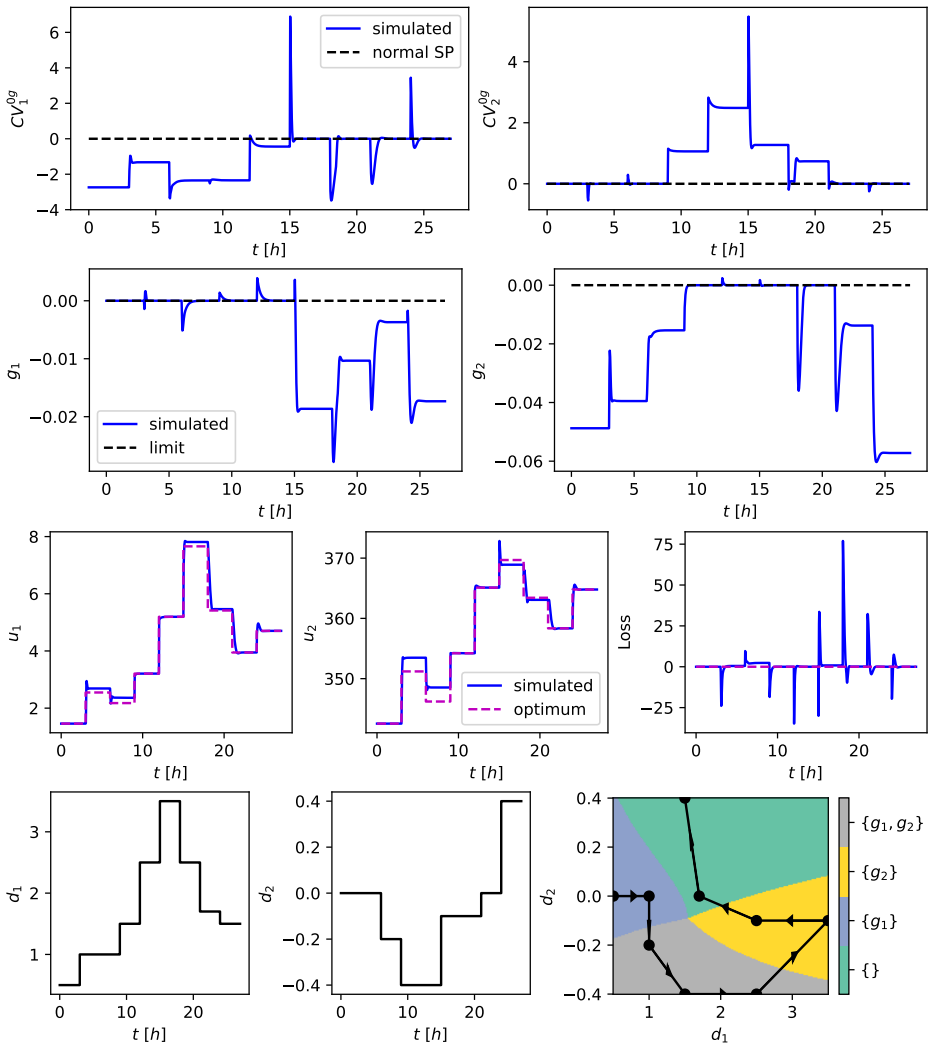 6
4
2
0
−2
−4
simulated
normal SP
0 5 10 15 20 25
t [h]
CV₁⁰ᵍ
4
2
0
0 5 10 15 20 25
t [h]
CV₂⁰ᵍ
0.00
−0.01
−0.02
simulated
limit
0 5 10 15 20 25
t [h]
g₁
0.00
−0.02
−0.04
−0.06
0 5 10 15 20 25
t [h]
g₂
8
6
4
2
0 10 20
t [h]
u₁
370
360
350
simulated
optimum
0 10 20
t [h]
u₂
75
50
25
0
−25
0 10 20
t [h]
Loss
3
2
1
0 10 20
t [h]
d₁
0.4
0.2
0.0
−0.2
−0.4
0 10 20
t [h]
d₂
0.4
0.2
0.0
−0.2
−0.4
1 2 3
d₁
d₂
{g₁, g₂}
{g₂}
{g₁}
{}